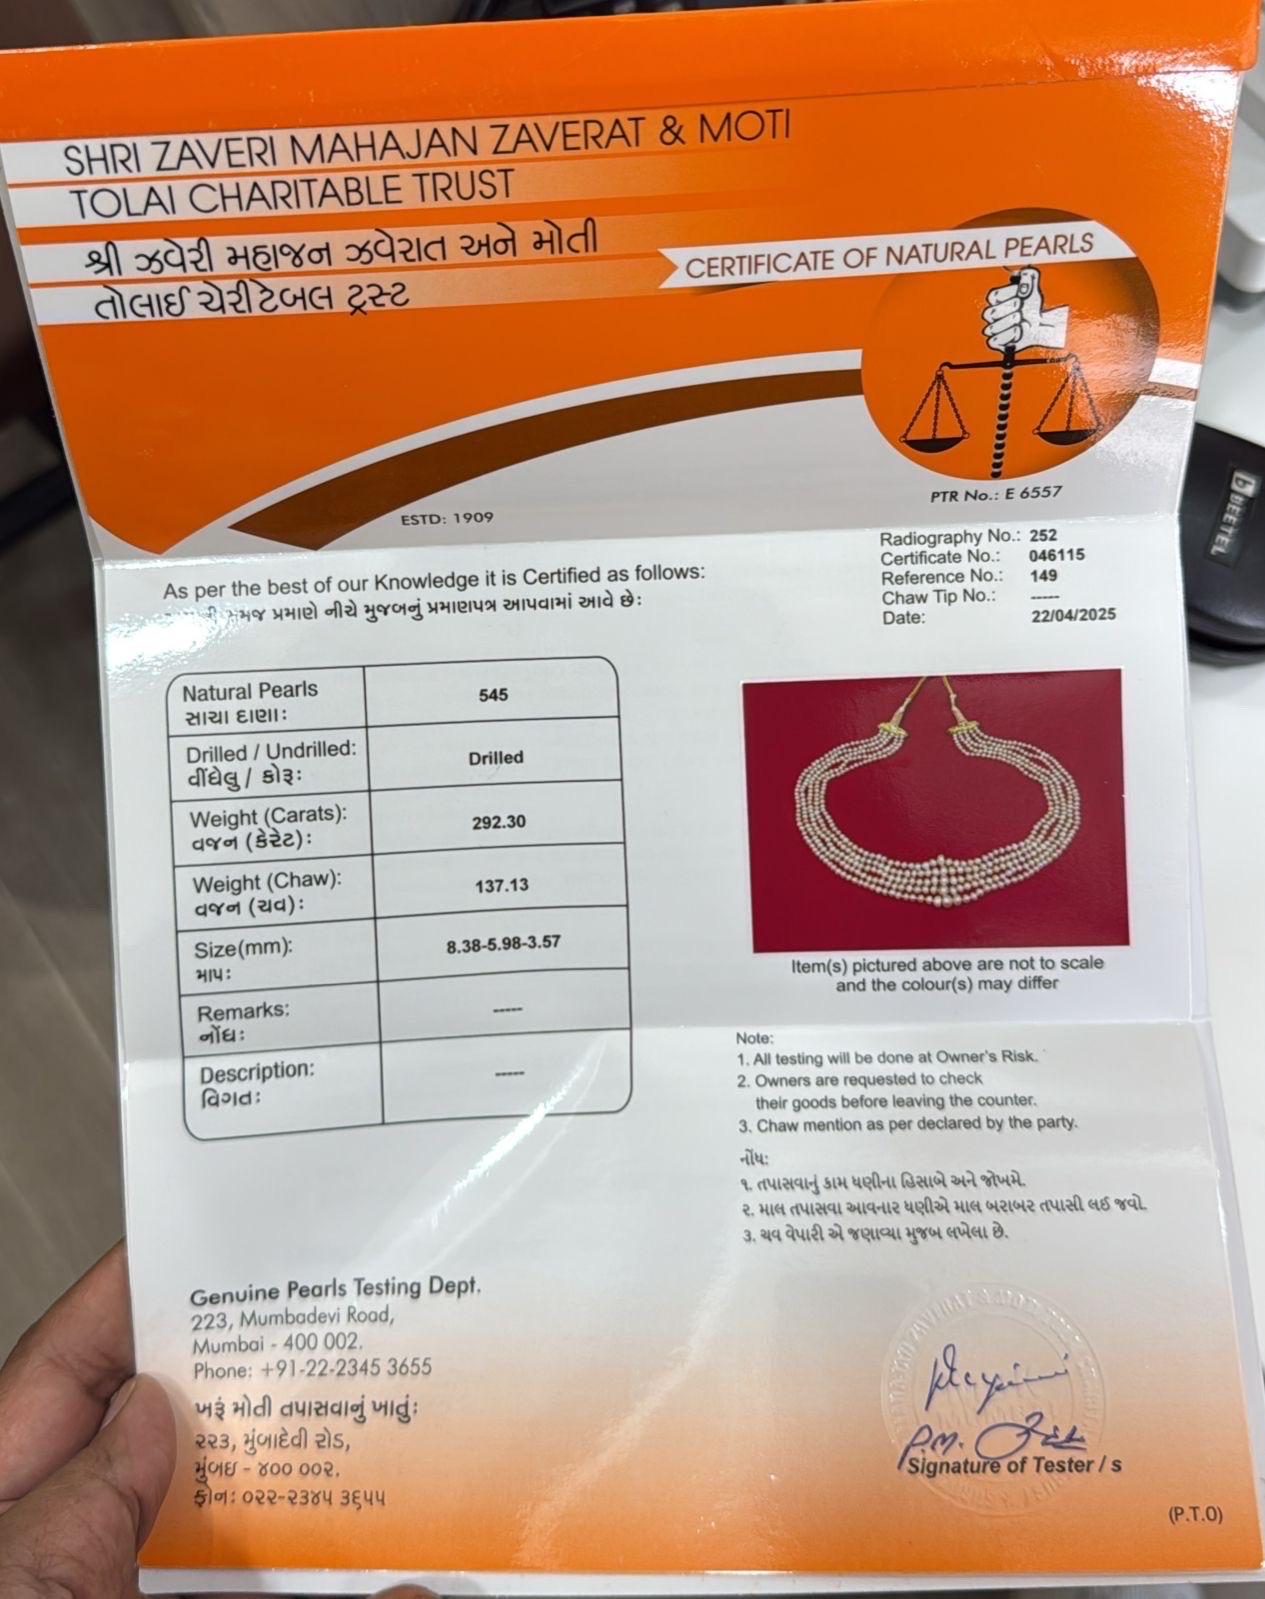 SHRI ZAVERI MAHAJAN ZAVERAT & MOTI
TOLAI CHARITABLE TRUST
શ્રી ઝવેરી મહાજન ઝવેરાત અને મોતી
તોલાઈ ચેરીટેબલ ટ્રસ્ટ
CERTIFICATE OF NATURAL PEARLS
PTR No.: E 6557
ESTD: 1909
Radiography No.: 252
Certificate No.: 046115
Reference No.: 149
Chaw Tip No.: -----
Date: 22/04/2025
As per the best of our Knowledge it is Certified as follows:
સમજ પ્રમાણે નીચે મુજબનું પ્રમાણપત્ર આપવામાં આવે છે:
Natural Pearls 545
સાચા દાણા:
Drilled / Undrilled: Drilled
વીંધેલુ / કોરૂ:
Weight (Carats): 292.30
વજન (કેરેટ):
Weight (Chaw): 137.13
વજન (ચવ):
Size(mm): 8.38-5.98-3.57
માપ:
Remarks: -----
નોંધ:
Description: -----
વિગત:
Item(s) pictured above are not to scale
and the colour(s) may differ
Note:
1. All testing will be done at Owner's Risk.
2. Owners are requested to check
their goods before leaving the counter.
3. Chaw mention as per declared by the party.
નોંધ:
૧. તપાસવાનું કામ ધણીના હિસાબે અને જોખમે.
૨. માલ તપાસવા આવનાર ધણીએ માલ બરાબર તપાસી લઈ જવો.
૩. ચવ વેપારી એ જણાવ્યા મુજબ લખેલા છે.
Genuine Pearls Testing Dept.
223, Mumbadevi Road,
Mumbai - 400 002.
Phone: +91-22-2345 3655
ખરૂં મોતી તપાસવાનું ખાતું:
૨૨૩, મુંબાદેવી રોડ,
મુંબઇ - ૪૦૦ ૦૦૨.
ફોન: ૦૨૨-૨૩૪૫ ૩૬૫૫
P.M.
Signature of Tester / s
(P.T.O)
BEETEL